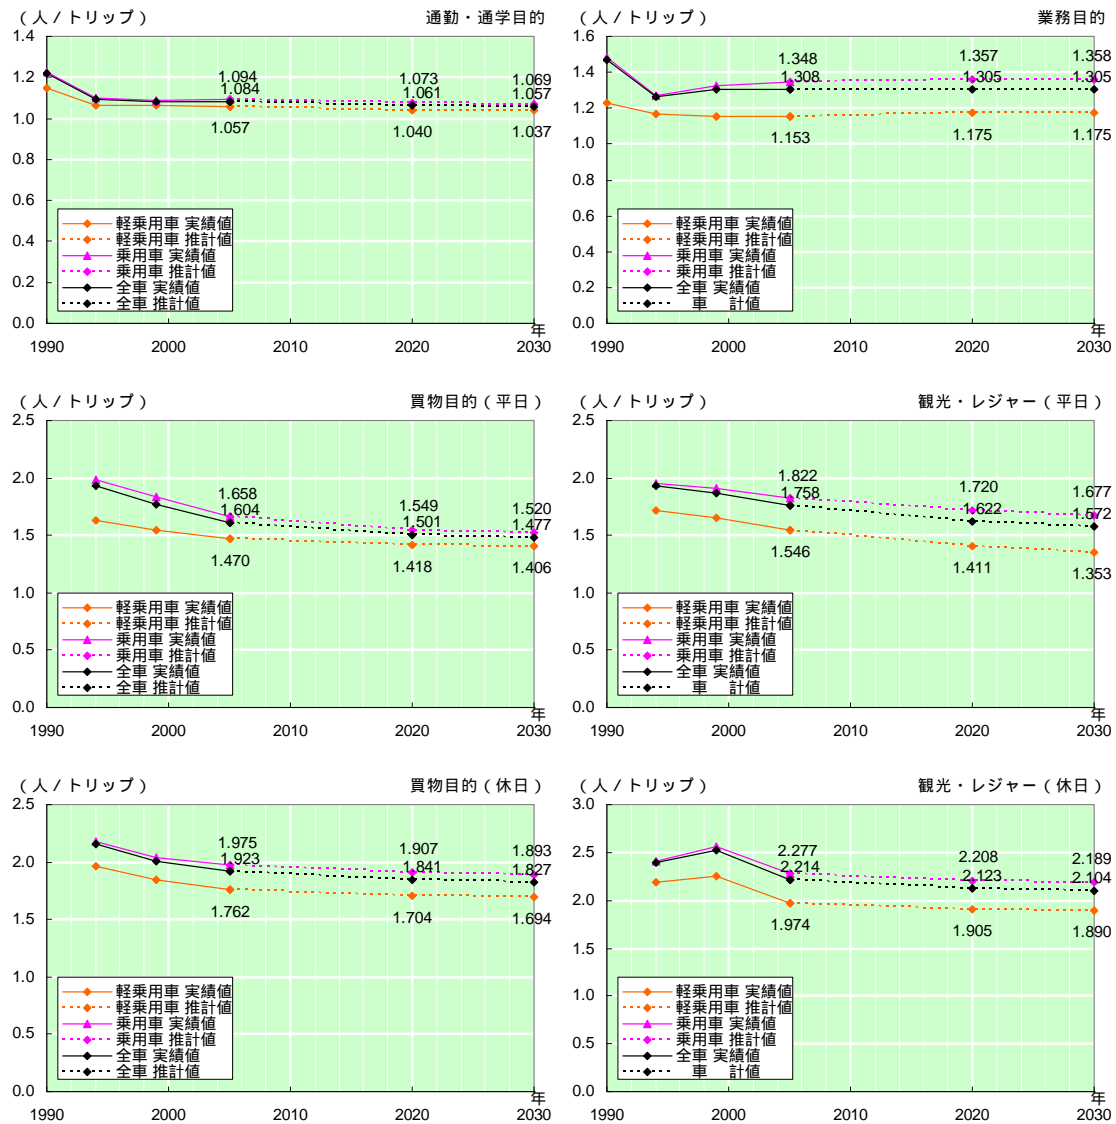 （人／トリップ） 通勤・通学目的
1.4
1.2
1.0
0.8
0.6
0.4
0.2
0.0
1.094 1.073 1.069
1.084 1.061 1.057
1.057 1.040 1.037
軽乗用車 実績値
軽乗用車 推計値
乗用車 実績値
乗用車 推計値
全車 実績値
全車 推計値
年
1990 2000 2010 2020 2030
（人／トリップ） 業務目的
1.6
1.4
1.2
1.0
0.8
0.6
0.4
0.2
0.0
1.348 1.357 1.358
1.308 1.305 1.305
1.153 1.175 1.175
軽乗用車 実績値
軽乗用車 推計値
乗用車 実績値
乗用車 推計値
全車 実績値
車 計値
年
1990 2000 2010 2020 2030
（人／トリップ） 買物目的（平日）
2.5
2.0
1.5
1.0
0.5
0.0
1.658 1.549 1.520
1.604 1.501 1.477
1.470 1.418 1.406
軽乗用車 実績値
軽乗用車 推計値
乗用車 実績値
乗用車 推計値
全車 実績値
全車 推計値
年
1990 2000 2010 2020 2030
（人／トリップ） 観光・レジャー（平日）
2.5
2.0
1.5
1.0
0.5
0.0
1.822 1.720 1.677
1.758 1.622 1.572
1.546 1.411 1.353
軽乗用車 実績値
軽乗用車 推計値
乗用車 実績値
乗用車 推計値
全車 実績値
車 計値
年
1990 2000 2010 2020 2030
（人／トリップ） 買物目的（休日）
2.5
2.0
1.5
1.0
0.5
0.0
1.975 1.907 1.893
1.923 1.841 1.827
1.762 1.704 1.694
軽乗用車 実績値
軽乗用車 推計値
乗用車 実績値
乗用車 推計値
全車 実績値
全車 推計値
年
1990 2000 2010 2020 2030
（人／トリップ） 観光・レジャー（休日）
3.0
2.5
2.0
1.5
1.0
0.5
0.0
2.277 2.208 2.189
2.214 2.123 2.104
1.974 1.905 1.890
軽乗用車 実績値
軽乗用車 推計値
乗用車 実績値
乗用車 推計値
全車 実績値
車 計値
年
1990 2000 2010 2020 2030